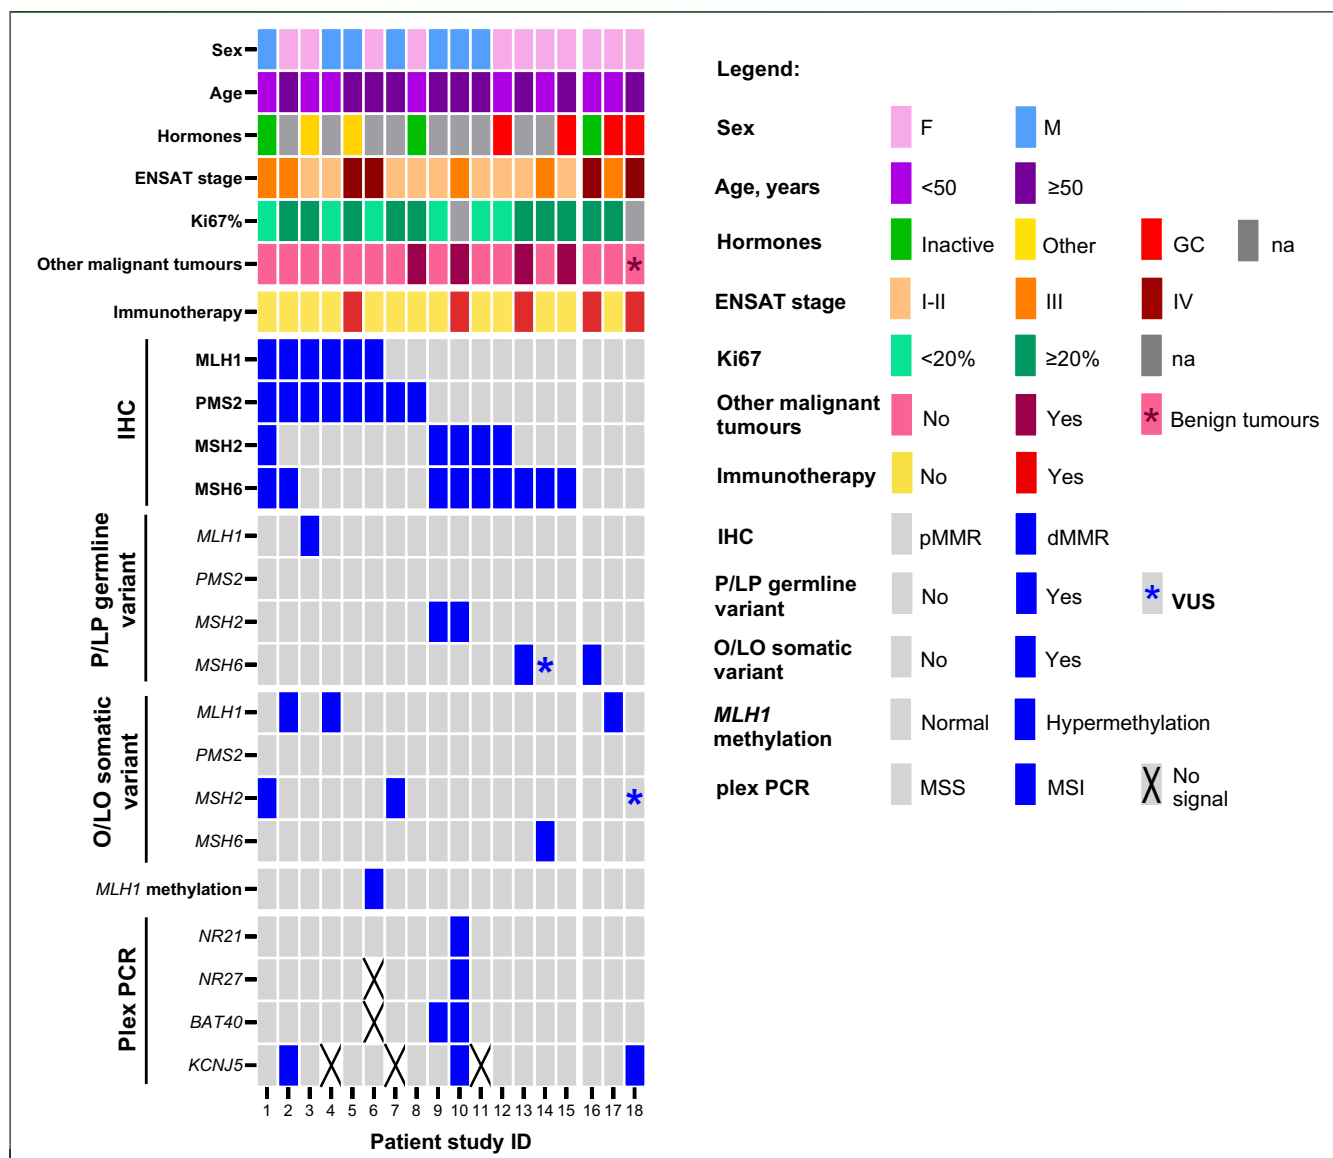 Sex
Age
Hormones
ENSAT stage
Ki67%
Other malignant tumours
*
Immunotherapy
IHC
MLH1
PMS2
MSH2
MSH6
P/LP germline
variant
MLH1
PMS2
MSH2
MSH6
*
O/LO somatic
variant
MLH1
PMS2
MSH2
*
MSH6
MLH1 methylation
Plex PCR
NR21
NR27
BAT40
KCNJ5
1 2 3 4 5 6 7 8 9 10 11 12 13 14 15 16 17 18
Patient study ID
Legend:
Sex F M
Age, years <50 ≥50
Hormones Inactive Other GC na
ENSAT stage I-II III IV
Ki67 <20% ≥20% na
Other malignant
tumours
No Yes * Benign tumours
Immunotherapy No Yes
IHC pMMR dMMR
P/LP germline
variant
No Yes * VUS
O/LO somatic
variant
No Yes
MLH1
methylation
Normal Hypermethylation
plex PCR MSS MSI No
signal